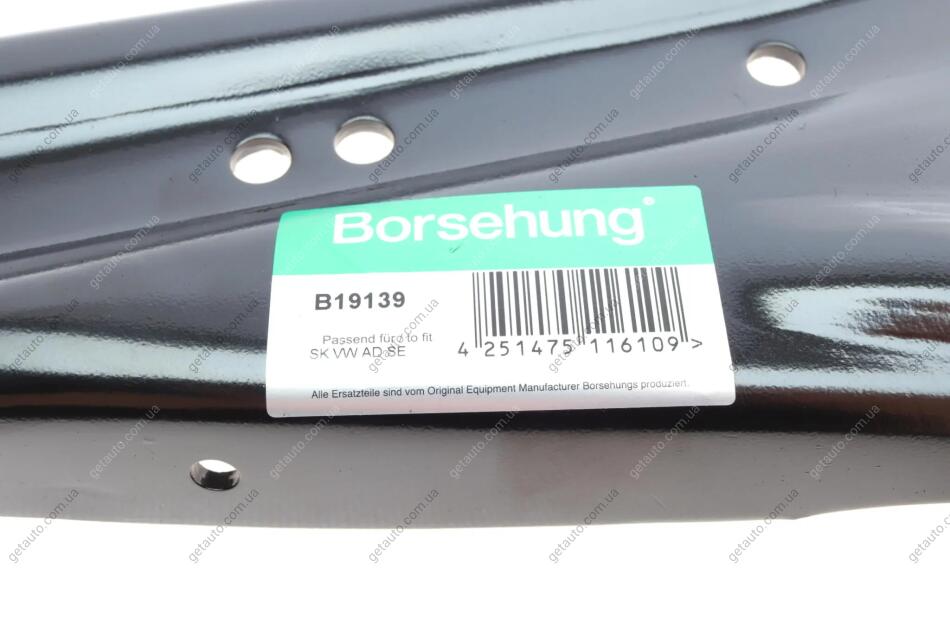 Borsehung®
B19139
Passend für / to fit
SK VW AD SE
4 251475 116109 >
Alle Ersatzteile sind vom Original Equipment Manufacturer Borsehungs produziert.
getauto.com.ua